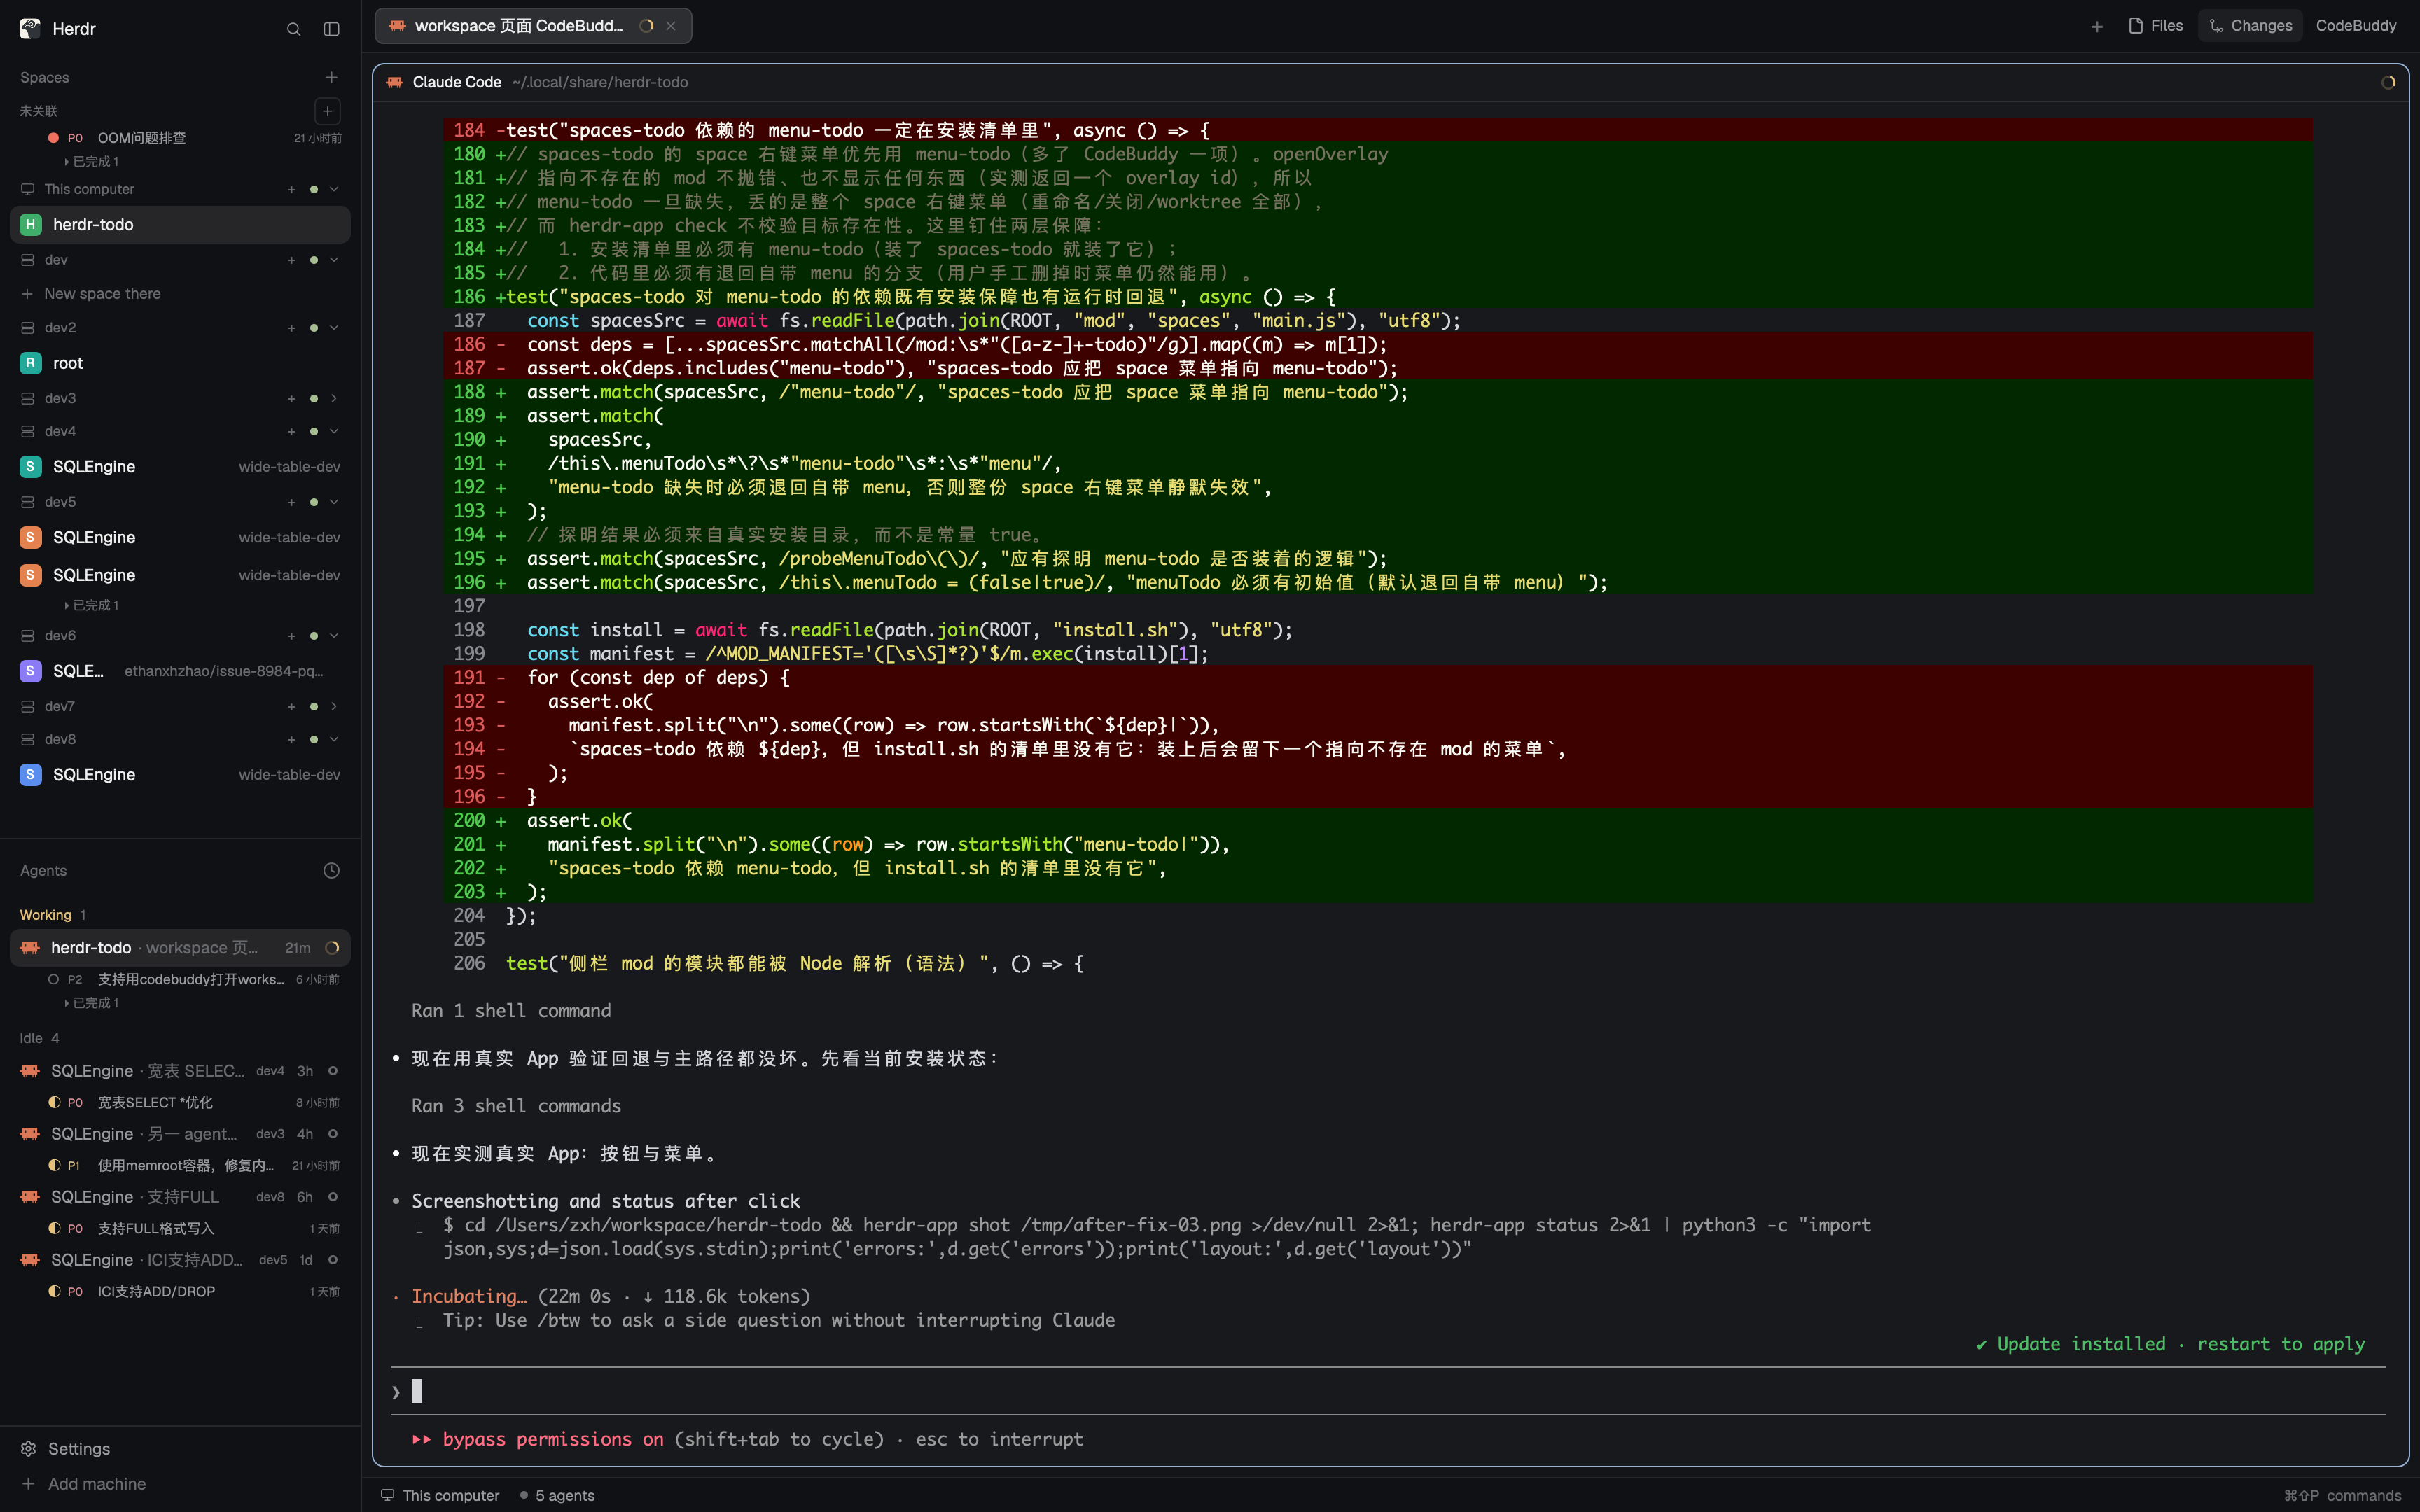 Herdr
Spaces
未关联
P0 OOM问题排查 21 小时前
已完成 1
This computer
H herdr-todo
dev
New space there
dev2
R root
dev3
dev4
S SQLEngine wide-table-dev
dev5
S SQLEngine wide-table-dev
S SQLEngine wide-table-dev
已完成 1
dev6
S SQLE... ethanxhzhao/issue-8984-pq...
dev7
dev8
S SQLEngine wide-table-dev
Agents
Working 1
herdr-todo · workspace 页... 21m
P2 支持用codebuddy打开works... 6 小时前
已完成 1
Idle 4
SQLEngine · 宽表 SELEC... dev4 3h
P0 宽表SELECT *优化 8 小时前
SQLEngine · 另一 agent... dev3 4h
P1 使用memroot容器，修复内... 21 小时前
SQLEngine · 支持FULL dev8 6h
P0 支持FULL格式写入 1 天前
SQLEngine · ICI支持ADD... dev5 1d
P0 ICI支持ADD/DROP 1 天前
Settings
Add machine
workspace 页面 CodeBudd...
Files
Changes
CodeBuddy
Claude Code ~/.local/share/herdr-todo
184 -test("spaces-todo 依赖的 menu-todo 一定在安装清单里", async () => {
180 +// spaces-todo 的 space 右键菜单优先用 menu-todo（多了 CodeBuddy 一项）。openOverlay
181 +// 指向不存在的 mod 不抛错、也不显示任何东西（实测返回一个 overlay id），所以
182 +// menu-todo 一旦缺失，丢的是整个 space 右键菜单（重命名/关闭/worktree 全部），
183 +// 而 herdr-app check 不校验目标存在性。这里钉住两层保障：
184 +//   1. 安装清单里必须有 menu-todo（装了 spaces-todo 就装了它）；
185 +//   2. 代码里必须有退回自带 menu 的分支（用户手工删掉时菜单仍然能用）。
186 +test("spaces-todo 对 menu-todo 的依赖既有安装保障也有运行时回退", async () => {
187   const spacesSrc = await fs.readFile(path.join(ROOT, "mod", "spaces", "main.js"), "utf8");
186 -  const deps = [...spacesSrc.matchAll(/mod:\s*"([a-z-]+-todo)"/g)].map((m) => m[1]);
187 -  assert.ok(deps.includes("menu-todo"), "spaces-todo 应把 space 菜单指向 menu-todo");
188 +  assert.match(spacesSrc, /"menu-todo"/, "spaces-todo 应把 space 菜单指向 menu-todo");
189 +  assert.match(
190 +    spacesSrc,
191 +    /this\.menuTodo\s*\?\s*"menu-todo"\s*:\s*"menu"/,
192 +    "menu-todo 缺失时必须退回自带 menu，否则整份 space 右键菜单静默失效",
193 +  );
194 +  // 探明结果必须来自真实安装目录，而不是常量 true。
195 +  assert.match(spacesSrc, /probeMenuTodo\(\)/, "应有探明 menu-todo 是否装着的逻辑");
196 +  assert.match(spacesSrc, /this\.menuTodo = (false|true)/, "menuTodo 必须有初始值（默认退回自带 menu）");
197
198   const install = await fs.readFile(path.join(ROOT, "install.sh"), "utf8");
199   const manifest = /^MOD_MANIFEST='([\s\S]*?)'$/m.exec(install)[1];
191 -  for (const dep of deps) {
192 -    assert.ok(
193 -      manifest.split("\n").some((row) => row.startsWith(`${dep}|`)),
194 -      `spaces-todo 依赖 ${dep}，但 install.sh 的清单里没有它：装上后会留下一个指向不存在 mod 的菜单`,
195 -    );
196 -  }
200 +  assert.ok(
201 +    manifest.split("\n").some((row) => row.startsWith("menu-todo|")),
202 +    "spaces-todo 依赖 menu-todo，但 install.sh 的清单里没有它",
203 +  );
204 });
205
206 test("侧栏 mod 的模块都能被 Node 解析（语法）", () => {
Ran 1 shell command
• 现在用真实 App 验证回退与主路径都没坏。先看当前安装状态：
Ran 3 shell commands
• 现在实测真实 App：按钮与菜单。
• Screenshotting and status after click
$ cd /Users/zxh/workspace/herdr-todo && herdr-app shot /tmp/after-fix-03.png >/dev/null 2>&1; herdr-app status 2>&1 | python3 -c "import
json,sys;d=json.load(sys.stdin);print('errors:',d.get('errors'));print('layout:',d.get('layout'))"
· Incubating… (22m 0s · ↓ 118.6k tokens)
Tip: Use /btw to ask a side question without interrupting Claude
✔ Update installed · restart to apply
❯
▸▸ bypass permissions on (shift+tab to cycle) · esc to interrupt
This computer
5 agents
⌘⇧P commands